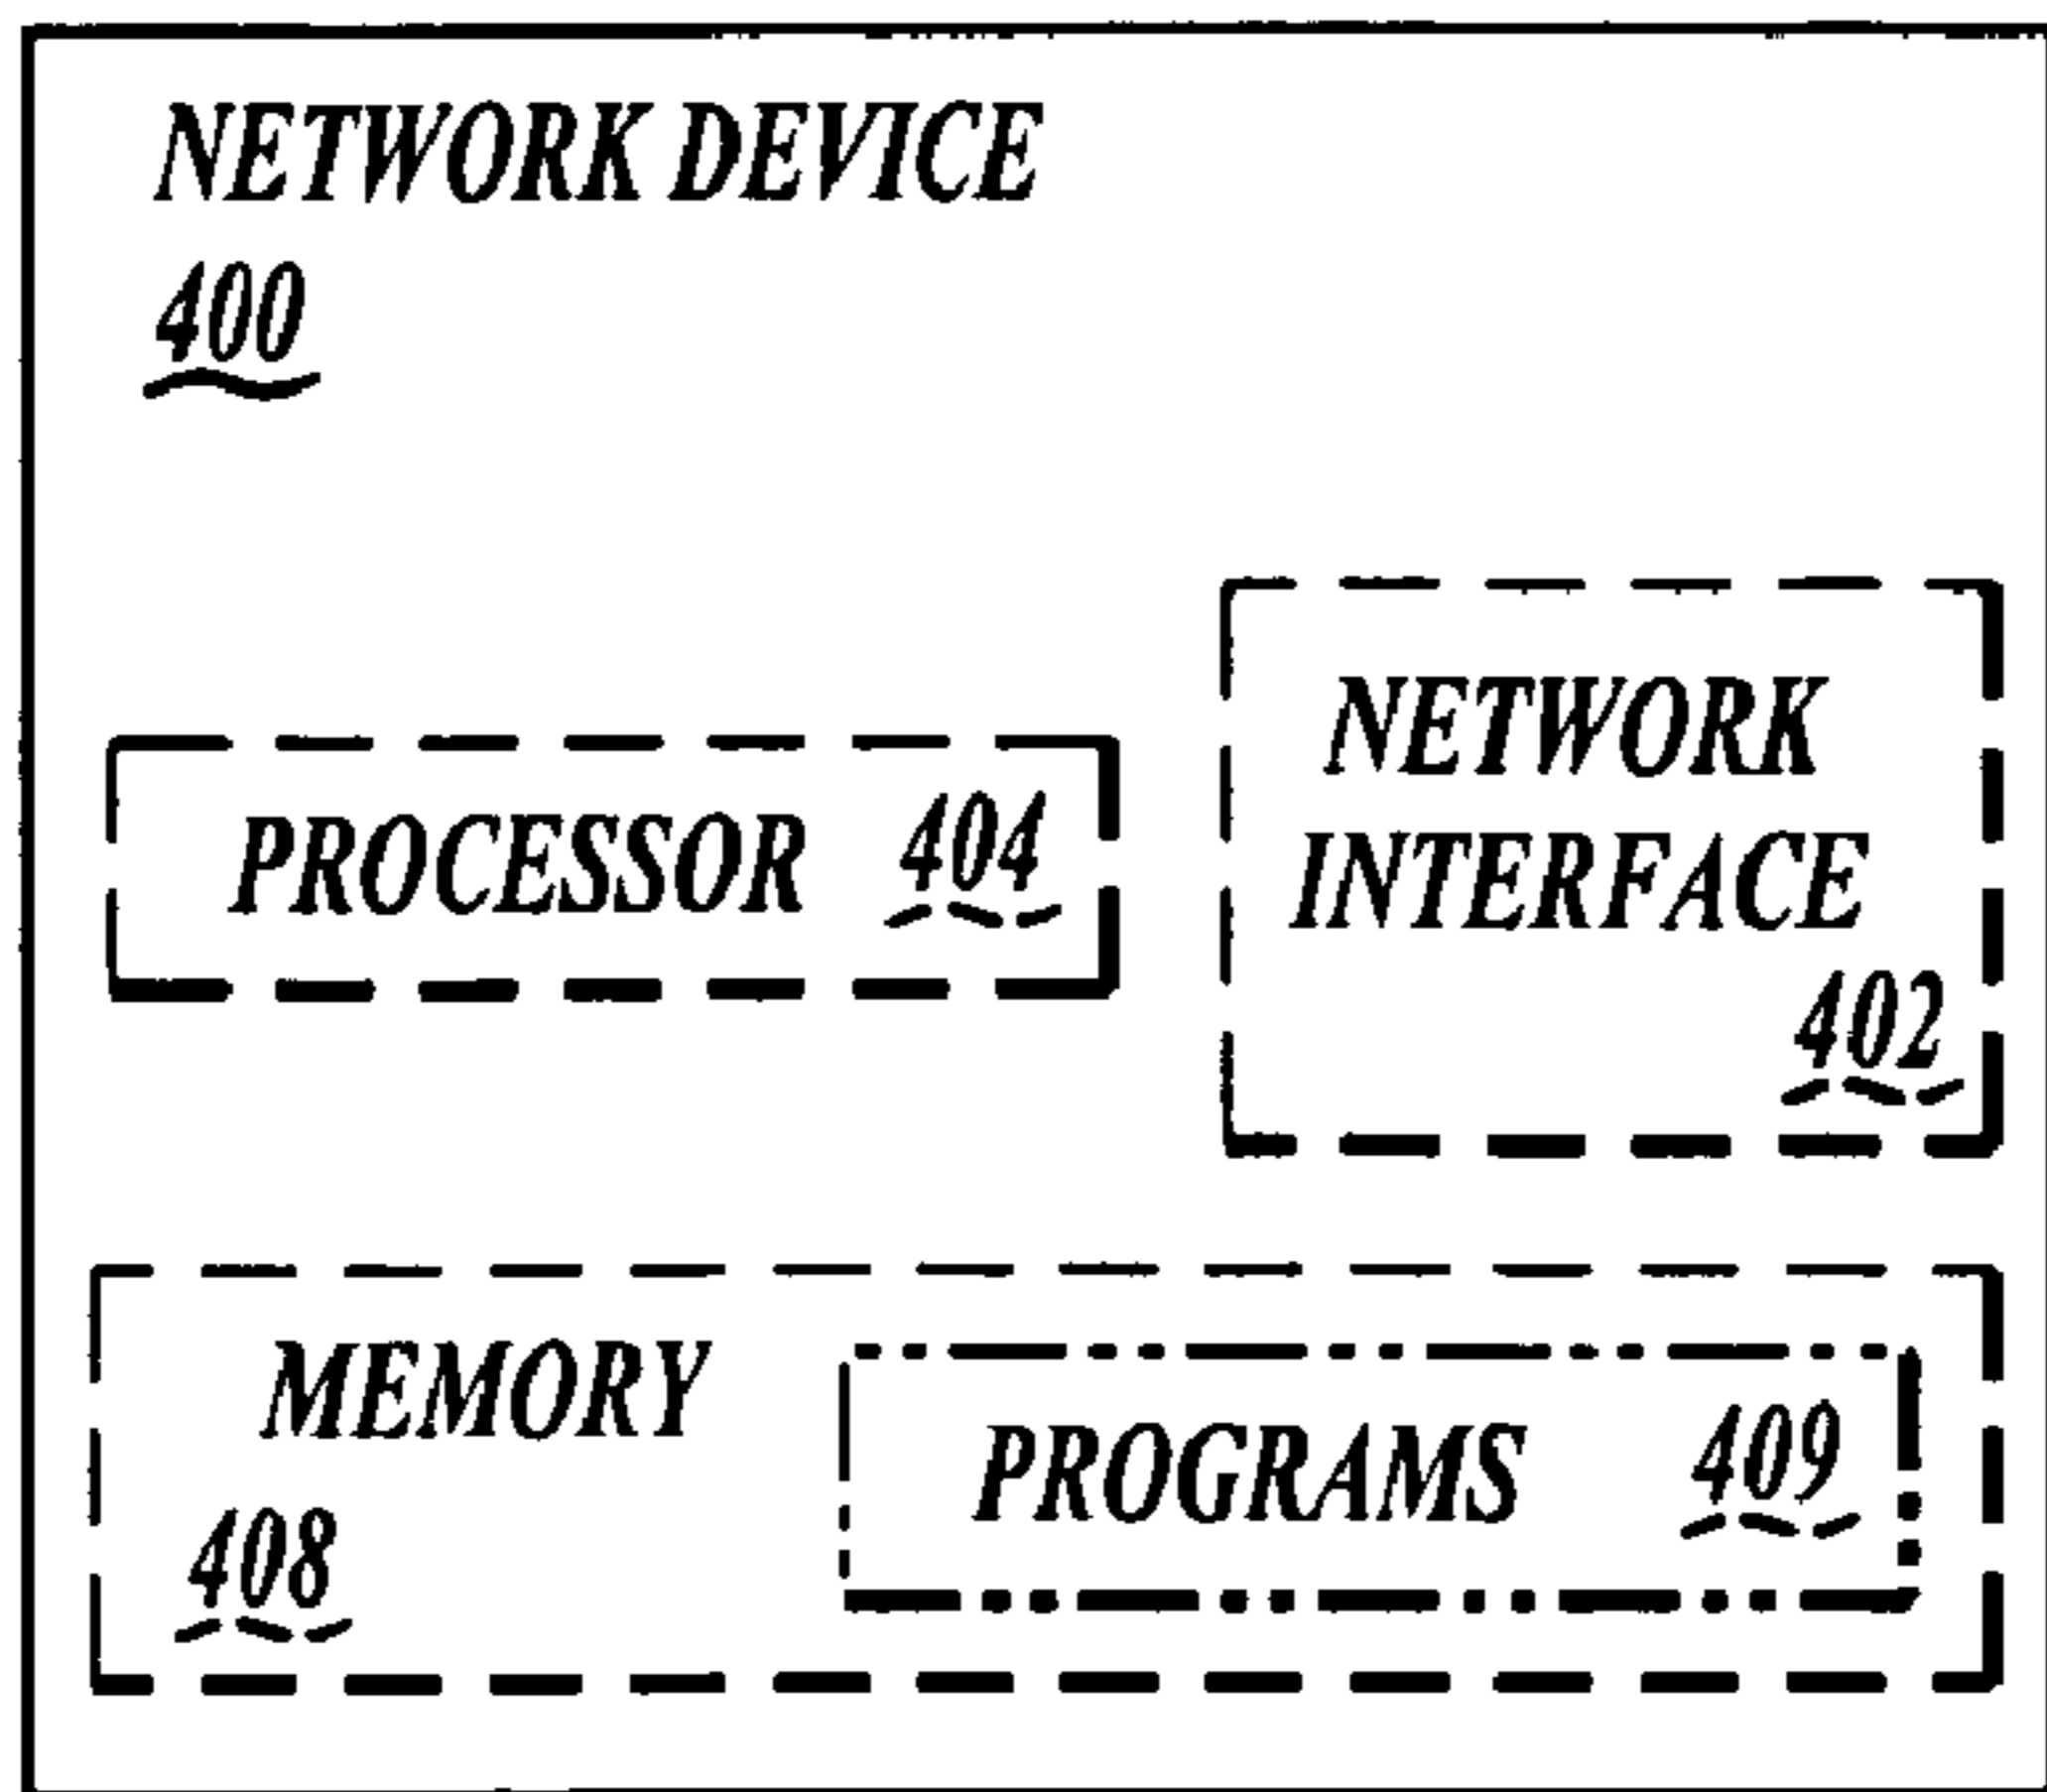 NETWORK DEVICE
400
NETWORK
INTERFACE
402
PROCESSOR 404
MEMORY
408
PROGRAMS 409